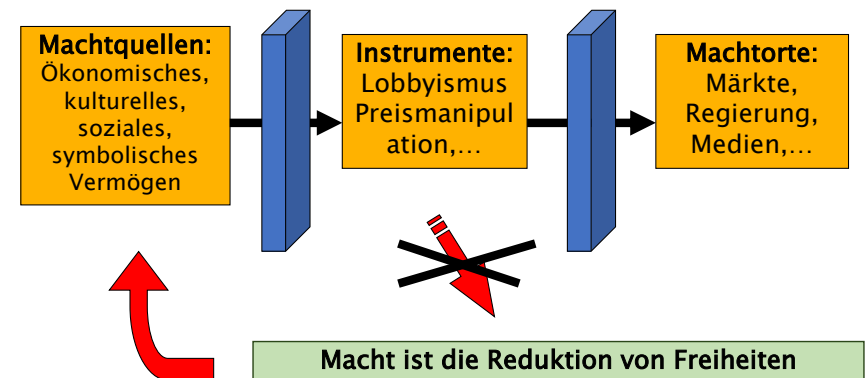 Machtquellen:
Ökonomisches,
kulturelles,
soziales,
symbolisches
Vermögen
Instrumente:
Lobbyismus
Preismanipul
ation,...
Machtorte:
Märkte,
Regierung,
Medien,...
Macht ist die Reduktion von Freiheiten